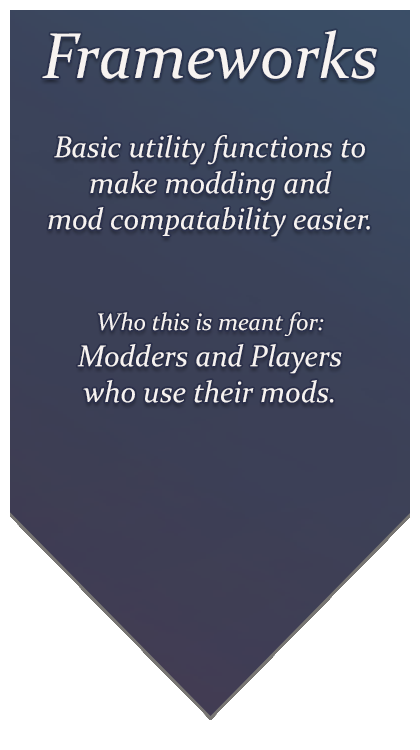 Frameworks
Basic utility functions to
make modding and
mod compatability easier.
Who this is meant for:
Modders and Players
who use their mods.